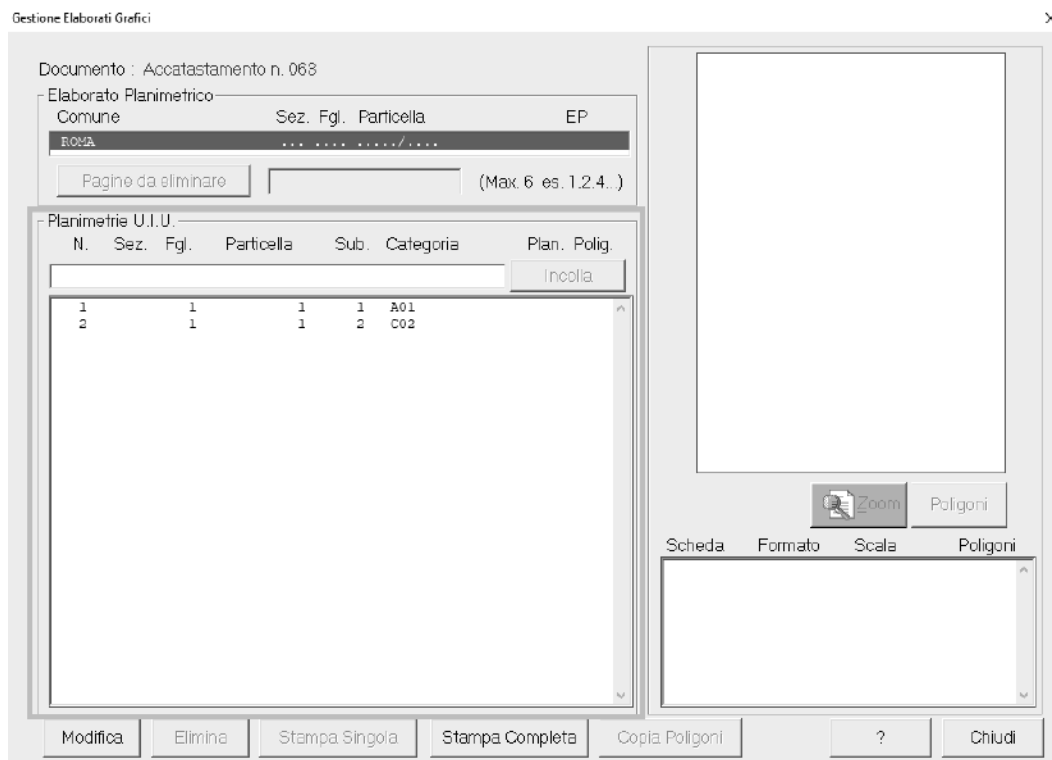 Gestione Elaborati Grafici
Documento : Accatastamento n. 063
Elaborato Planimetrico
Comune Sez. Fgl. Particella EP
ROMA ... .... ...../....
Pagine da eliminare (Max. 6 es. 1.2.4...)
Planimetrie U.I.U.
N. Sez. Fgl. Particella Sub. Categoria Plan. Polig.
Incolla
1 1 1 1 A01
2 1 1 2 C02
Zoom Poligoni
Scheda Formato Scala Poligoni
Modifica Elimina Stampa Singola Stampa Completa Copia Poligoni ? Chiudi